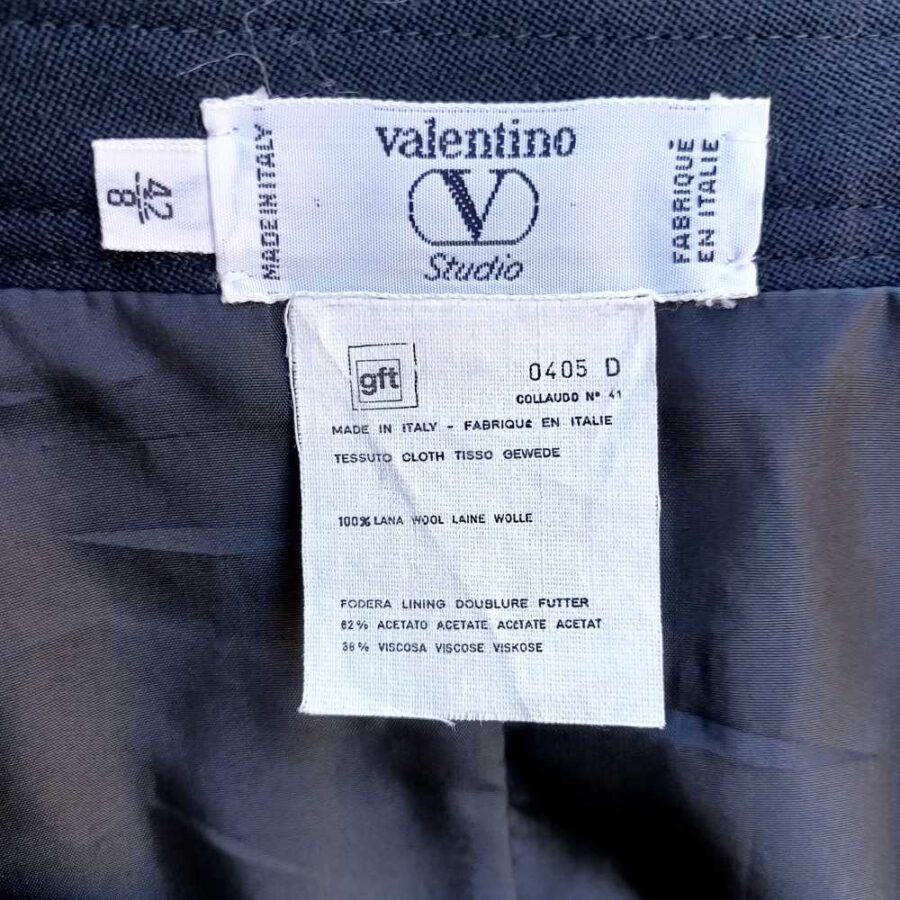 42
8
MADE IN ITALY
valentino
V
Studio
FABRIQUÉ
EN ITALIE
gft
0405 D
COLLAUDO N° 41
MADE IN ITALY - FABRIQUé EN ITALIE
TESSUTO CLOTH TISSO GEWEDE
100% LANA WOOL LAINE WOLLE
FODERA LINING DOUBLURE FUTTER
62% ACETATO ACETATE ACETATE ACETAT
38% VISCOSA VISCOSE VISKOSE